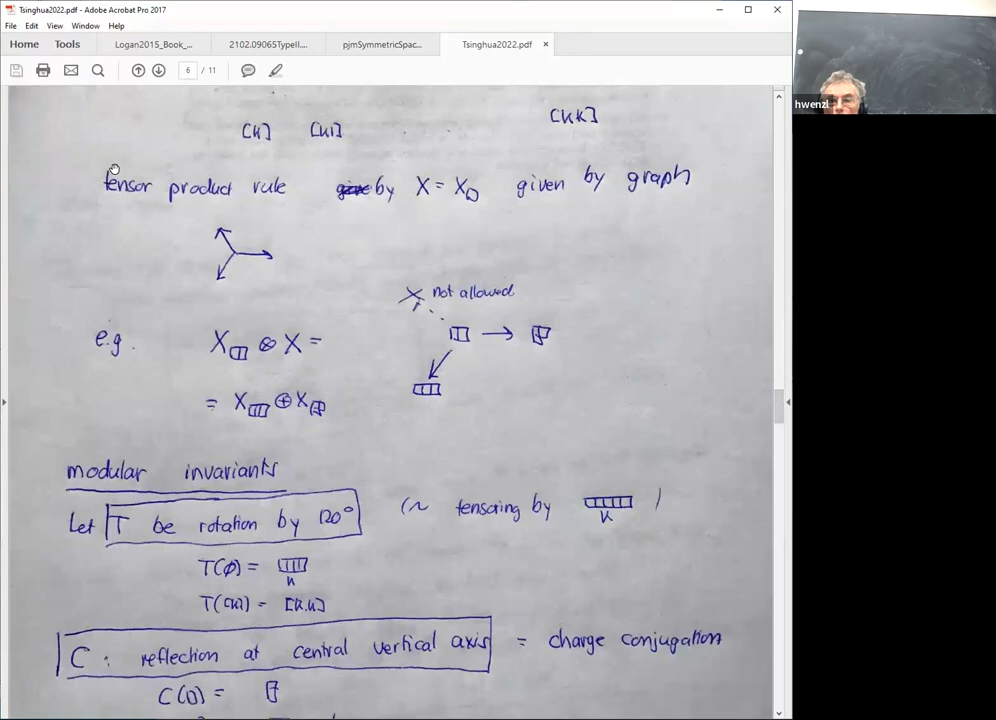 Tsinghua2022.pdf - Adobe Acrobat Pro 2017
File Edit View Window Help
Home Tools Logan2015_Book_... 2102.09065TypeII.... pjmSymmetricSpac... Tsinghua2022.pdf ×
6 / 11
hwenzl
[k] [k1] [kk]
tensor product rule by X = X□ given by graph
X not allowed
e.g. X ⊗ X =
= X ⊕ X
modular invariants
Let T be rotation by 120° (~ tensoring by )
k
T(ϕ) =
k
T([k]) = [k,k]
C: reflection at central vertical axis = charge conjugation
C(□) =